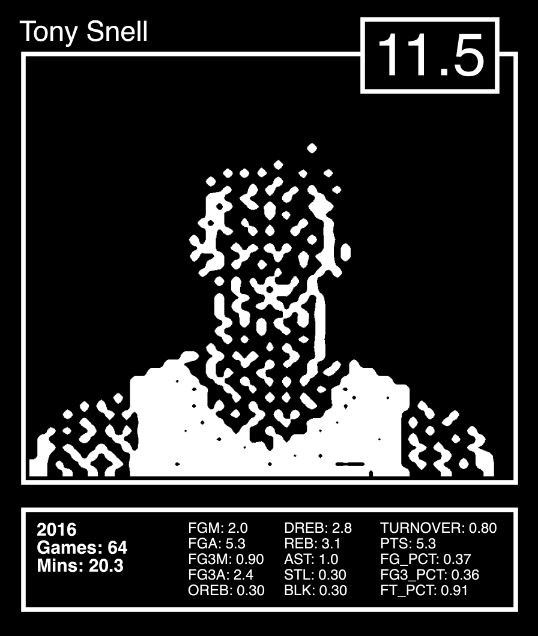 Tony Snell
11.5
2016
Games: 64
Mins: 20.3
FGM: 2.0
FGA: 5.3
FG3M: 0.90
FG3A: 2.4
OREB: 0.30
DREB: 2.8
REB: 3.1
AST: 1.0
STL: 0.30
BLK: 0.30
TURNOVER: 0.80
PTS: 5.3
FG_PCT: 0.37
FG3_PCT: 0.36
FT_PCT: 0.91